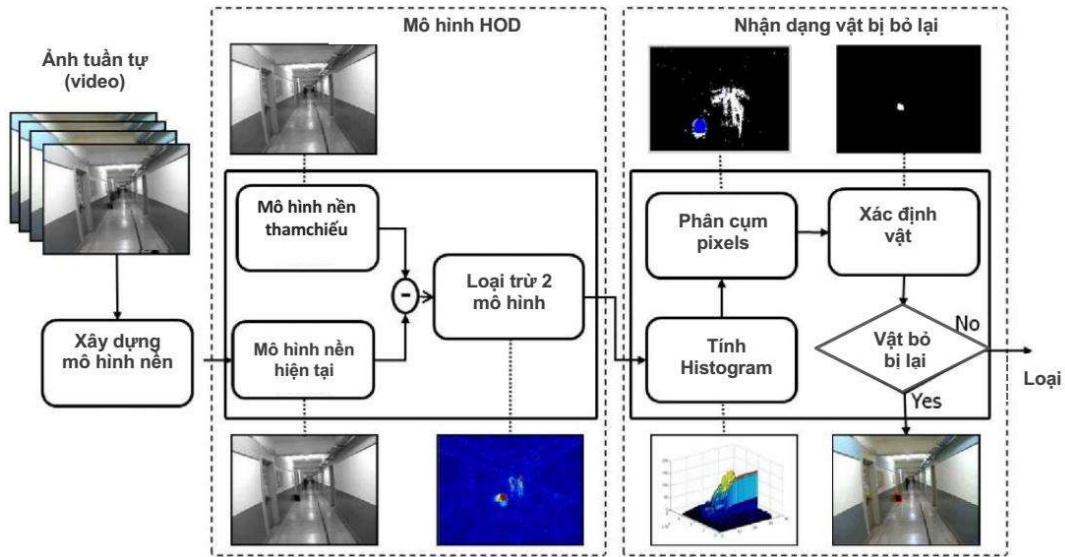 Mô hình HOD
Nhận dạng vật bị bỏ lại
Ảnh tuần tự
(video)
Mô hình nền
thamchiếu
Loại trừ 2
mô hình
Xây dựng
mô hình nền
Mô hình nền
hiện tại
Phân cụm
pixels
Xác định
vật
Tính
Histogram
Vật bỏ
bị lại
No
Loại
Yes